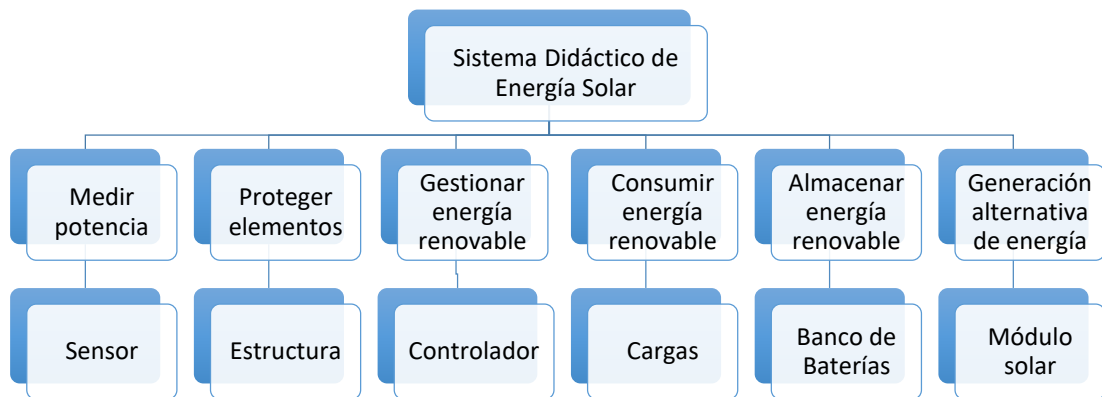 Sistema Didáctico de
Energía Solar
Medir
potencia
Proteger
elementos
Gestionar
energía
renovable
Consumir
energía
renovable
Almacenar
energía
renovable
Generación
alternativa
de energía
Sensor
Estructura
Controlador
Cargas
Banco de
Baterías
Módulo
solar